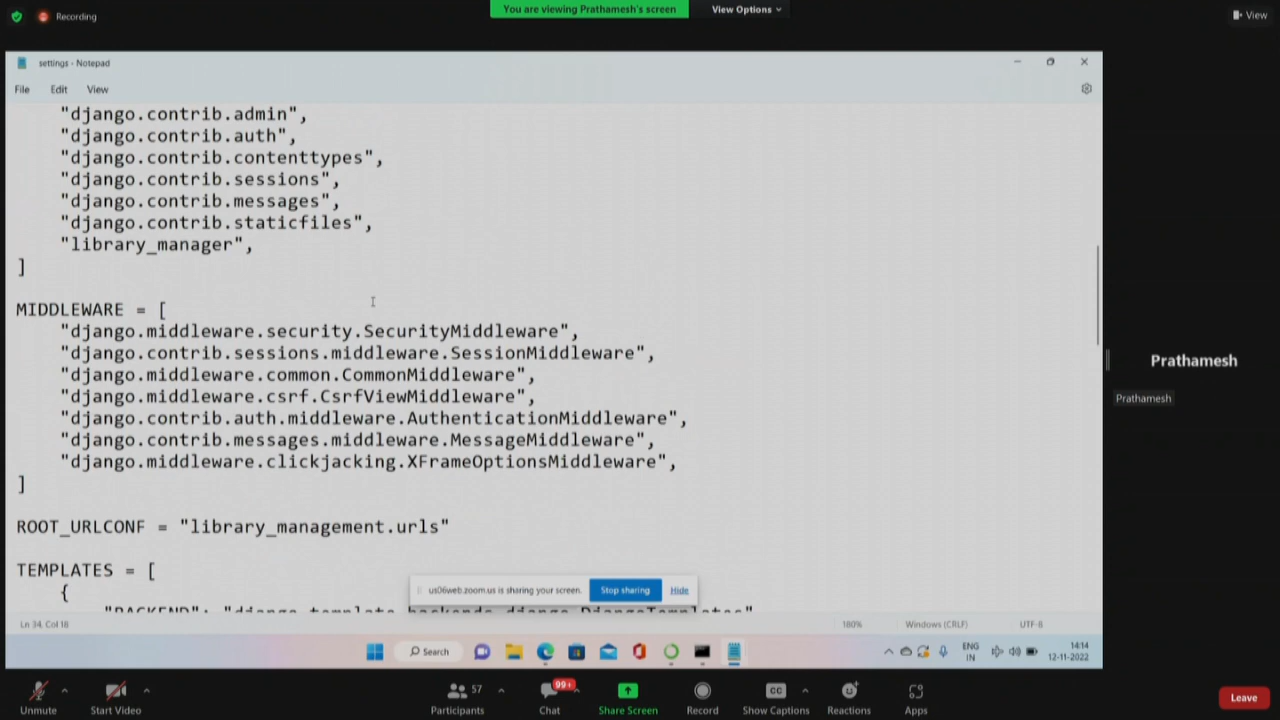 Recording
You are viewing Prathamesh's screen
View Options
View
settings - Notepad
File Edit View
"django.contrib.admin",
"django.contrib.auth",
"django.contrib.contenttypes",
"django.contrib.sessions",
"django.contrib.messages",
"django.contrib.staticfiles",
"library_manager",
]
MIDDLEWARE = [
"django.middleware.security.SecurityMiddleware",
"django.contrib.sessions.middleware.SessionMiddleware",
"django.middleware.common.CommonMiddleware",
"django.middleware.csrf.CsrfViewMiddleware",
"django.contrib.auth.middleware.AuthenticationMiddleware",
"django.contrib.messages.middleware.MessageMiddleware",
"django.middleware.clickjacking.XFrameOptionsMiddleware",
]
ROOT_URLCONF = "library_management.urls"
TEMPLATES = [
{
"BACKEND": "django.template.backends.django.DjangoTemplates"
us06web.zoom.us is sharing your screen. Stop sharing Hide
Ln 34, Col 18 180% Windows (CRLF) UTF-8
Search ENG IN 14:14 12-11-2022
Prathamesh
Prathamesh
Unmute Start Video Participants 57 Chat 99+ Share Screen Record CC Show Captions Reactions Apps Leave